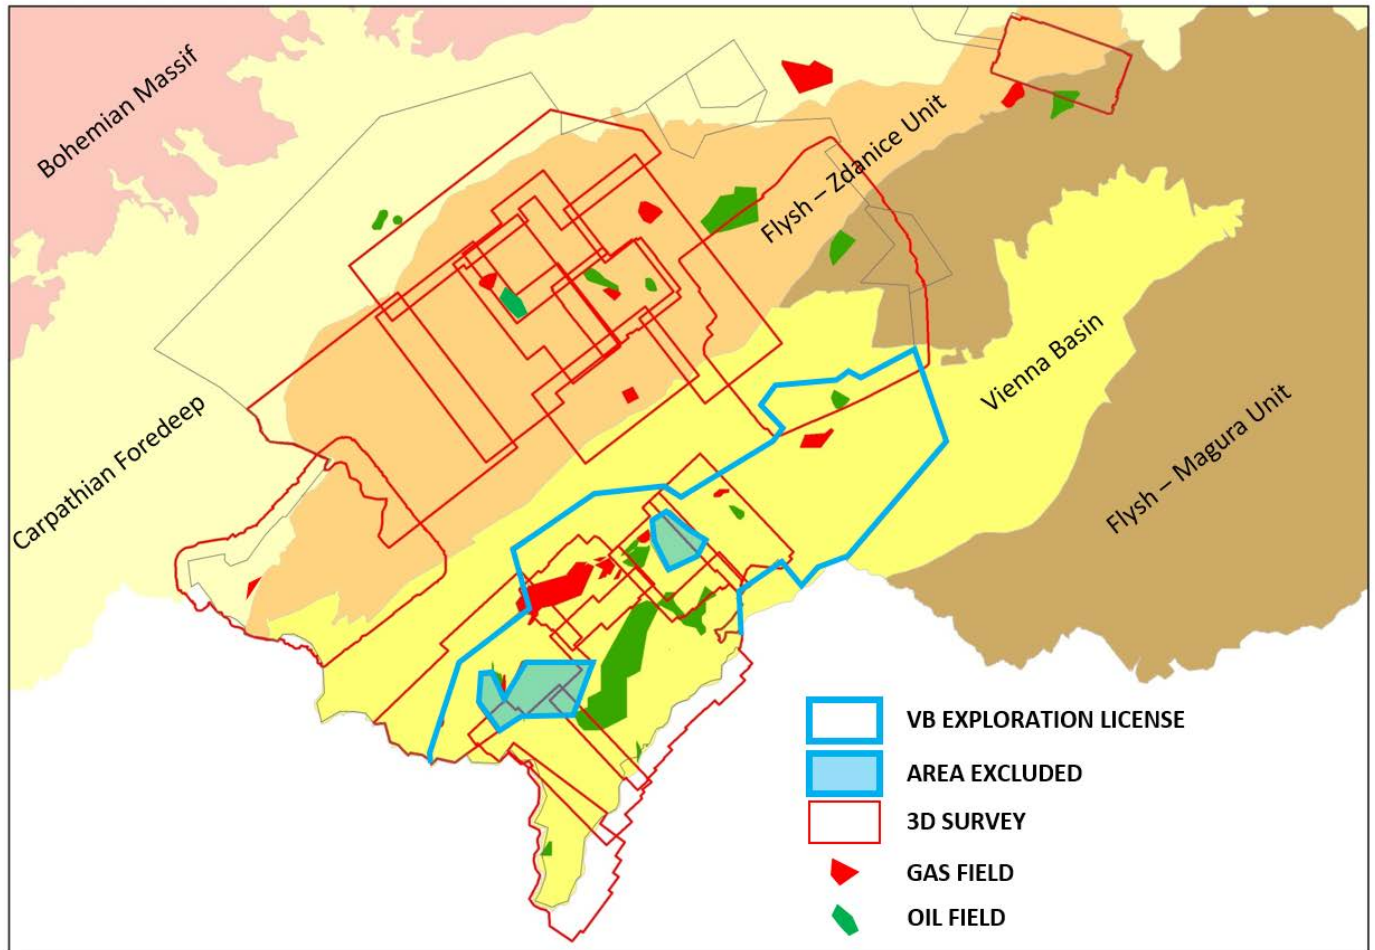 Bohemian Massif
Flysh – Zdanice Unit
Carpathian Foredeep
Vienna Basin
Flysh – Magura Unit
VB EXPLORATION LICENSE
AREA EXCLUDED
3D SURVEY
GAS FIELD
OIL FIELD